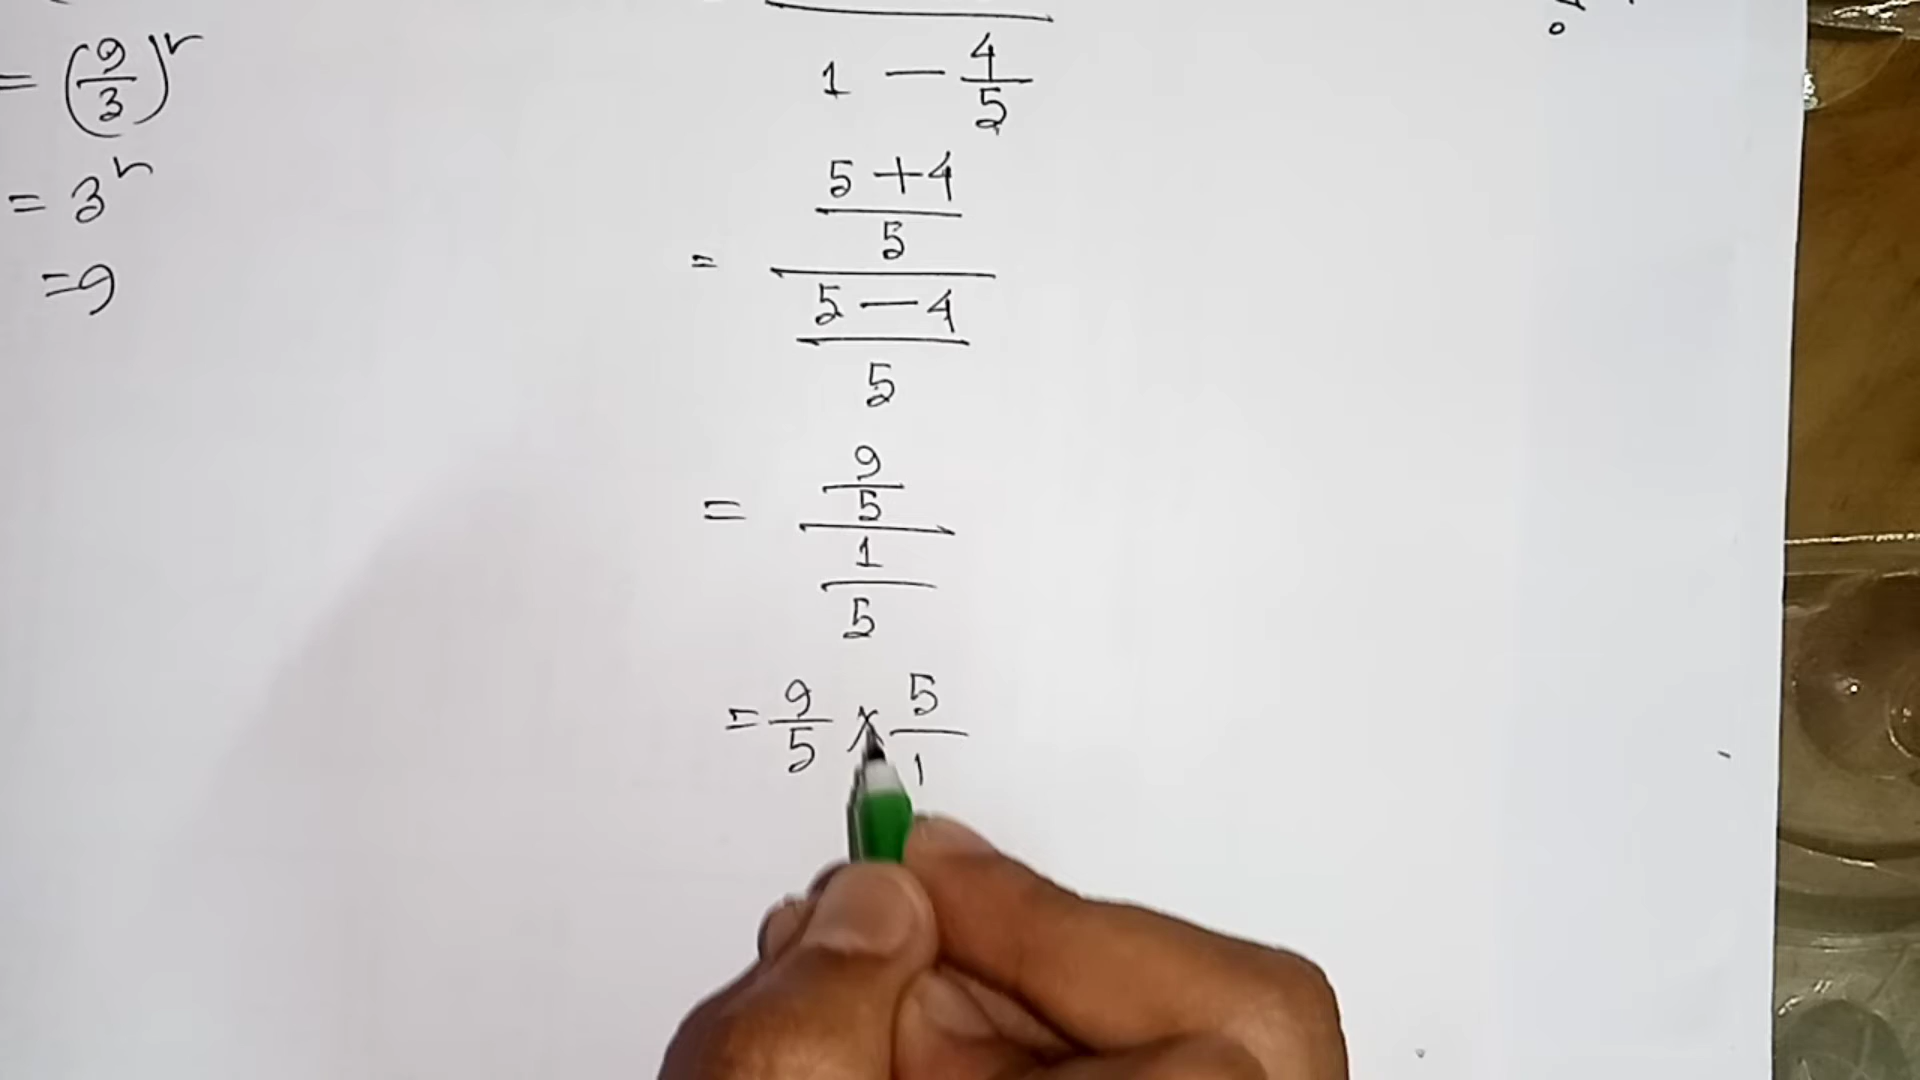 = (9/3)²
= 3²
= 9
1 - 4/5
= ((5+4)/5)/((5-4)/5)
= (9/5)/(1/5)
= 9/5 × 5/1